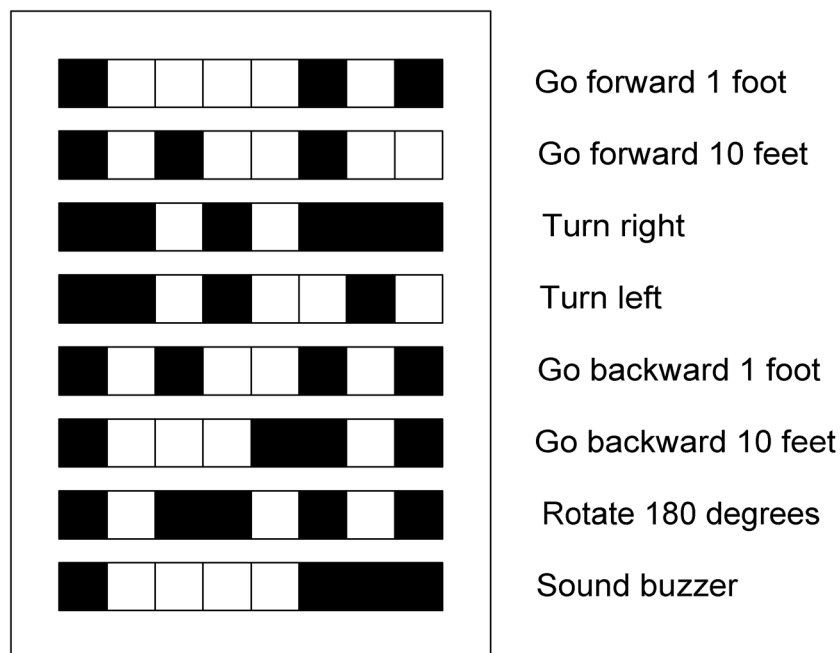 Go forward 1 foot
Go forward 10 feet
Turn right
Turn left
Go backward 1 foot
Go backward 10 feet
Rotate 180 degrees
Sound buzzer